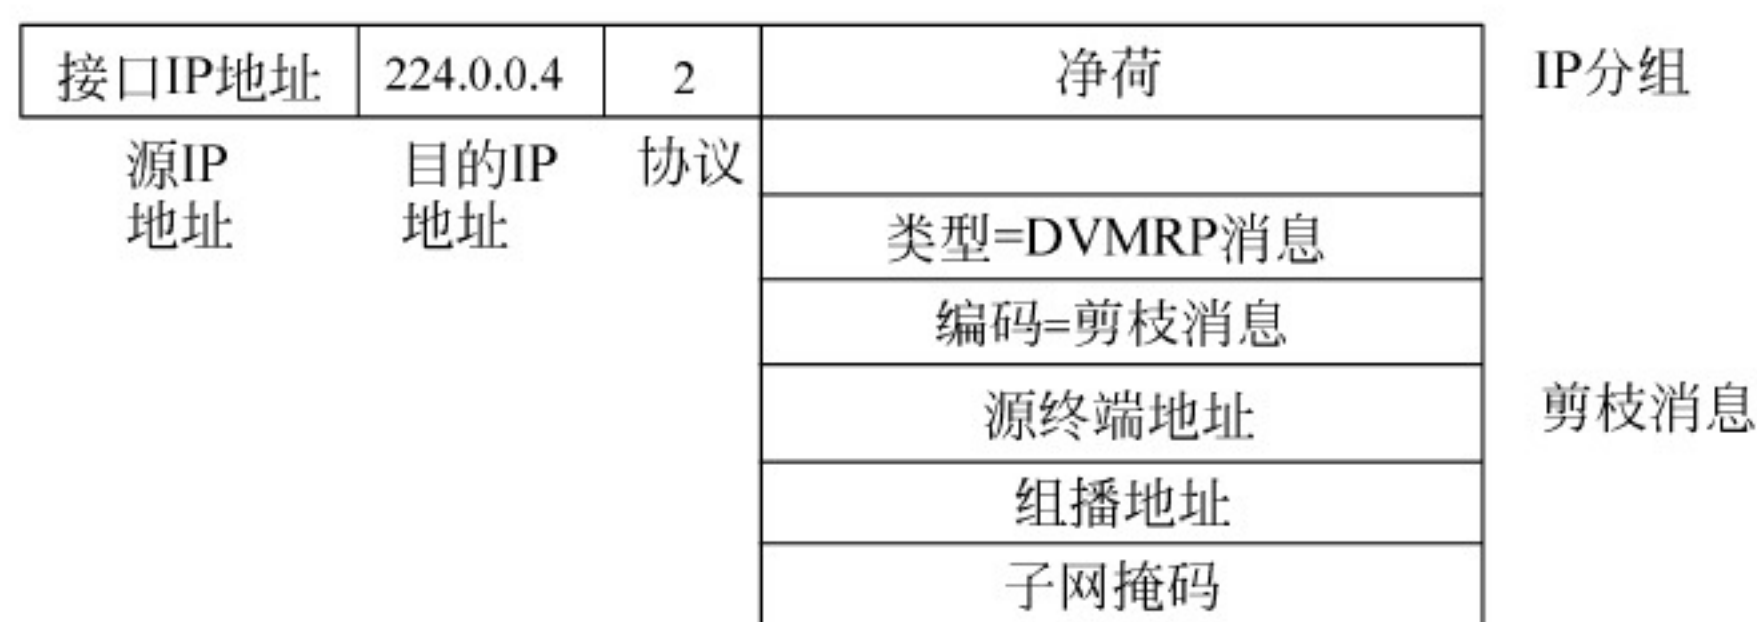 接口IP地址 224.0.0.4 2 净荷 IP分组
源IP 目的IP 协议
地址 地址
类型=DVMRP消息
编码=剪枝消息
源终端地址 剪枝消息
组播地址
子网掩码